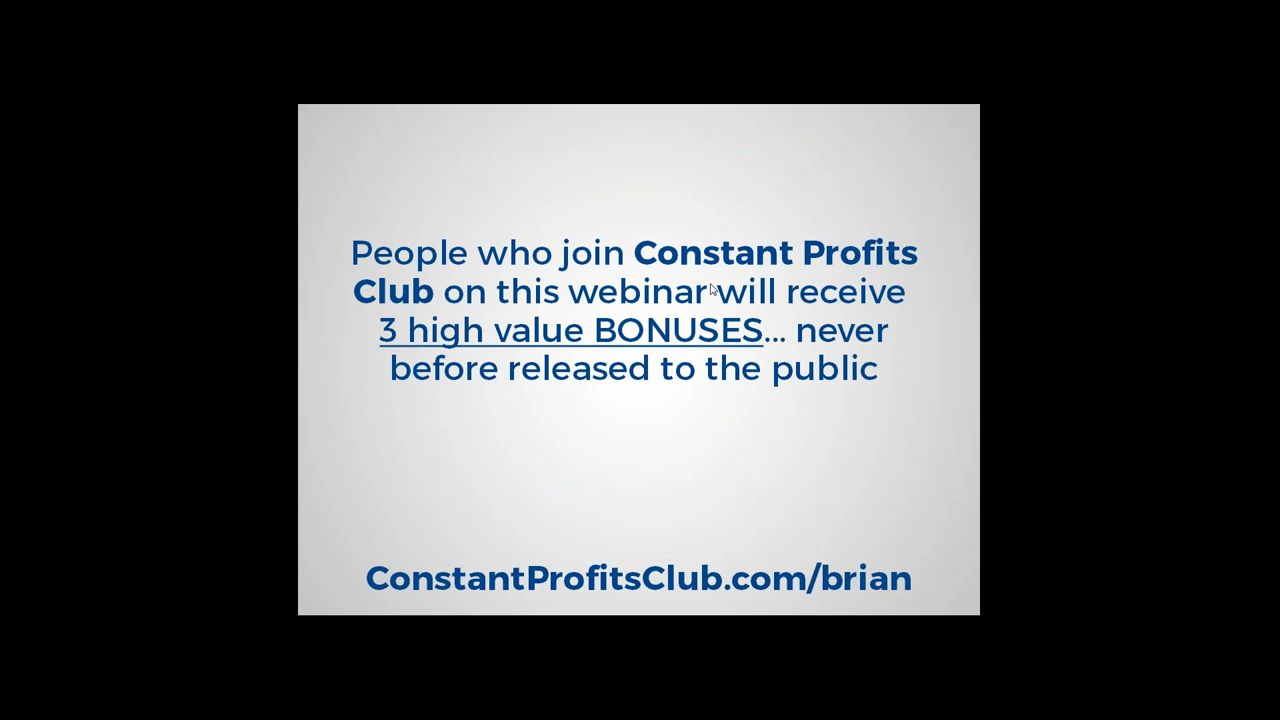 People who join Constant Profits
Club on this webinar will receive
3 high value BONUSES... never
before released to the public
ConstantProfitsClub.com/brian